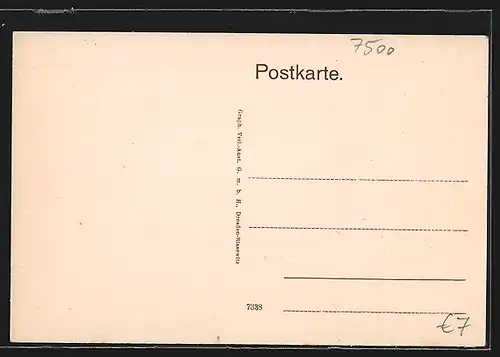 7500
Postkarte.
Graph. Verl.-Anst. G. m. b. H., Dresden-Blasewitz
7338
€7